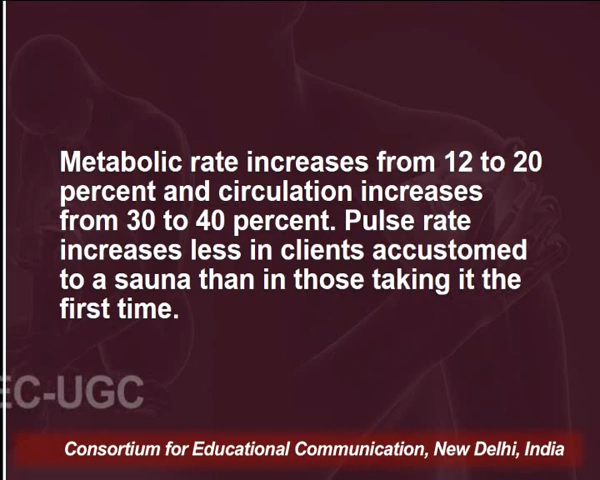 Metabolic rate increases from 12 to 20
percent and circulation increases
from 30 to 40 percent. Pulse rate
increases less in clients accustomed
to a sauna than in those taking it the
first time.
EC-UGC
Consortium for Educational Communication, New Delhi, India